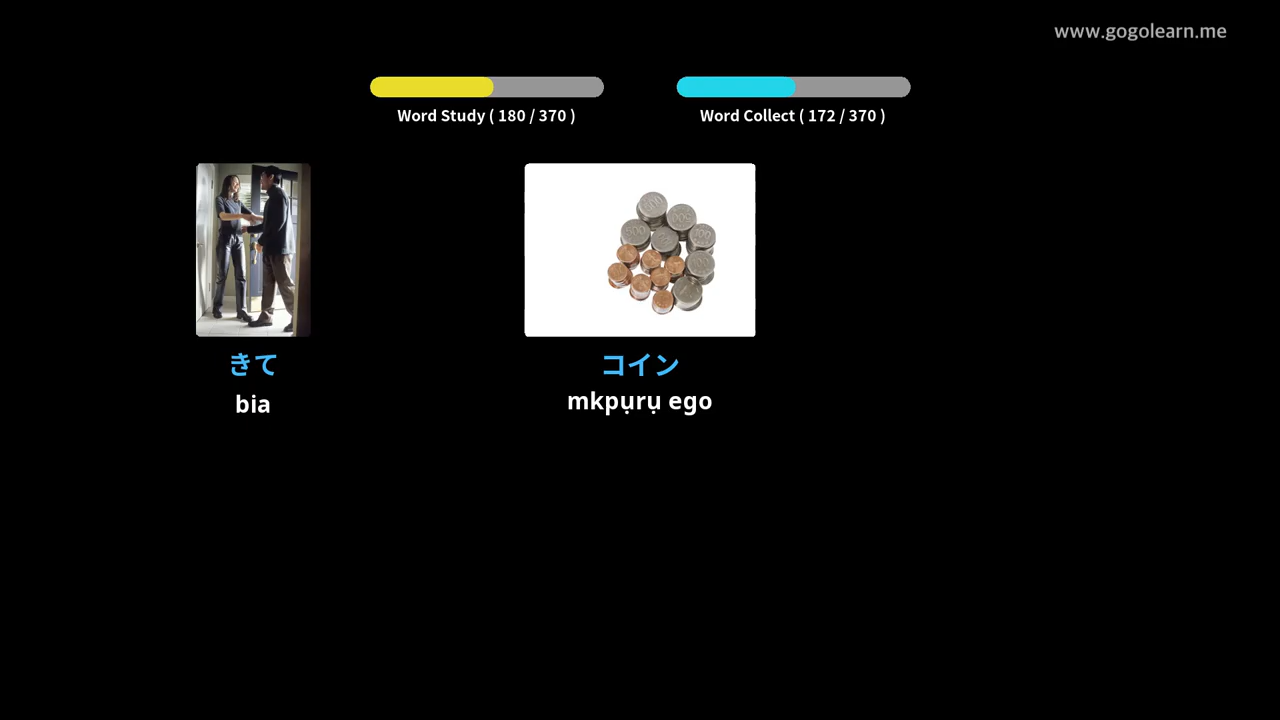 www.gogolearn.me
Word Study ( 180 / 370 )
Word Collect ( 172 / 370 )
きて
bia
コイン
mkpụrụ ego